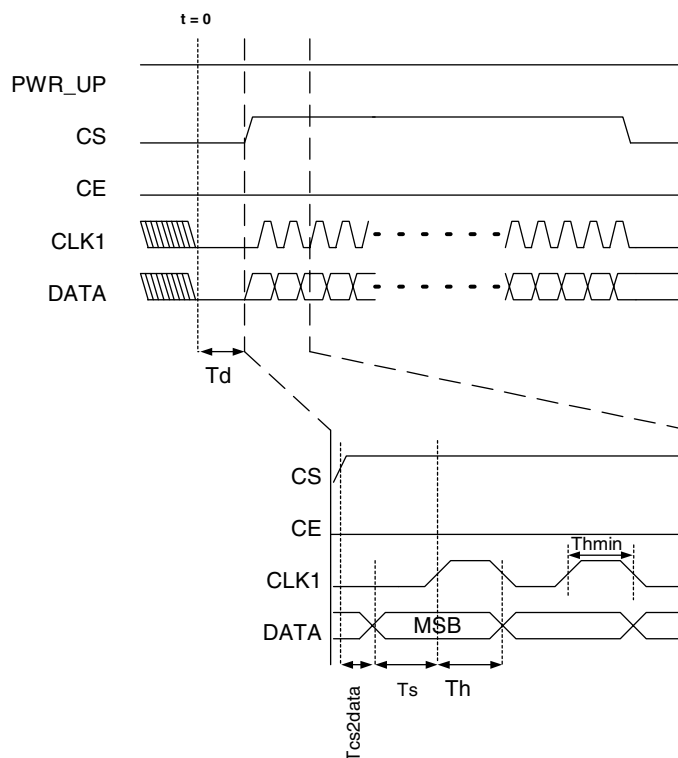 t = 0
PWR_UP
CS
CE
CLK1
DATA
Td
CS
CE
Thmin
CLK1
DATA
MSB
Tcs2data
Ts
Th